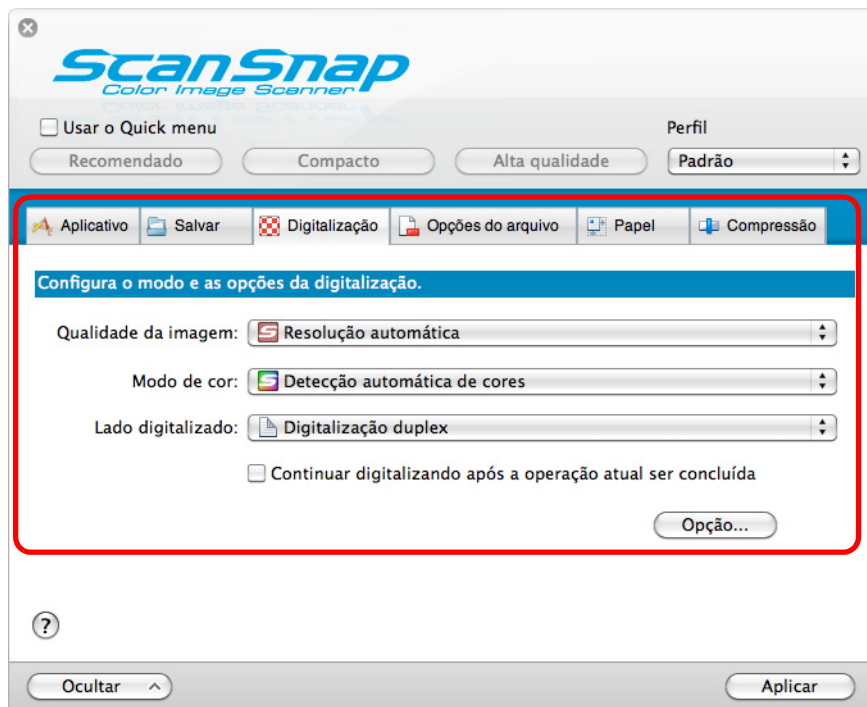 ScanSnap
Color Image Scanner
Usar o Quick menu
Perfil
Recomendado Compacto Alta qualidade Padrão
Aplicativo Salvar Digitalização Opções do arquivo Papel Compressão
Configura o modo e as opções da digitalização.
Qualidade da imagem: Resolução automática
Modo de cor: Detecção automática de cores
Lado digitalizado: Digitalização duplex
Continuar digitalizando após a operação atual ser concluída
Opção...
?
Ocultar Aplicar